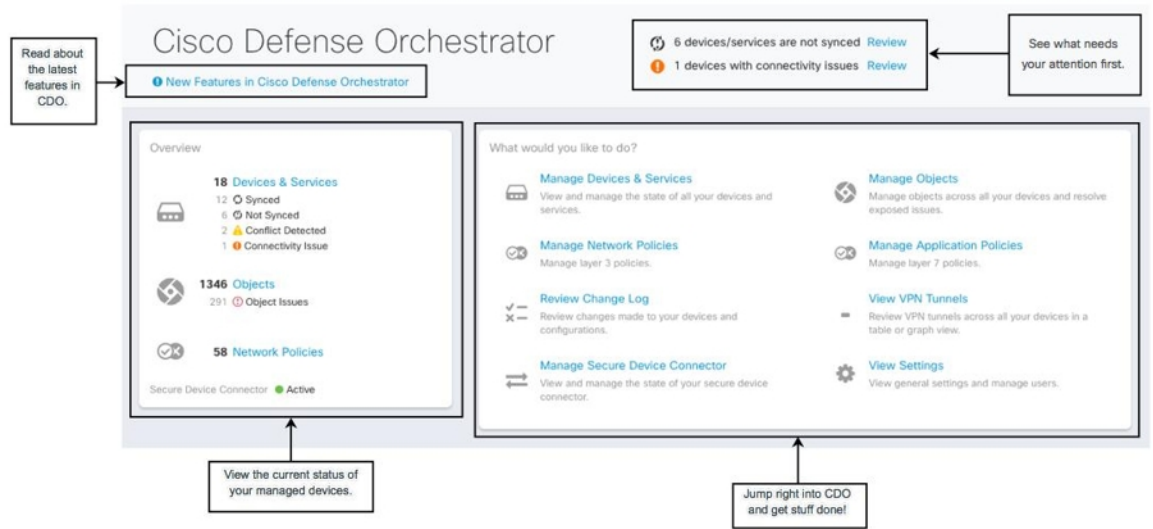 Cisco Defense Orchestrator
Read about
the latest
features in
CDO.
New Features in Cisco Defense Orchestrator
6 devices/services are not synced Review
1 devices with connectivity issues Review
See what needs
your attention first.
Overview
18 Devices & Services
12 Synced
6 Not Synced
2 Conflict Detected
1 Connectivity Issue
1346 Objects
291 Object Issues
58 Network Policies
Secure Device Connector Active
What would you like to do?
Manage Devices & Services
View and manage the state of all your devices and
services.
Manage Objects
Manage objects across all your devices and resolve
exposed issues.
Manage Network Policies
Manage layer 3 policies.
Manage Application Policies
Manage layer 7 policies.
Review Change Log
Review changes made to your devices and
configurations.
View VPN Tunnels
Review VPN tunnels across all your devices in a
table or graph view.
Manage Secure Device Connector
View and manage the state of your secure device
connector.
View Settings
View general settings and manage users.
View the current status of
your managed devices.
Jump right into CDO
and get stuff done!